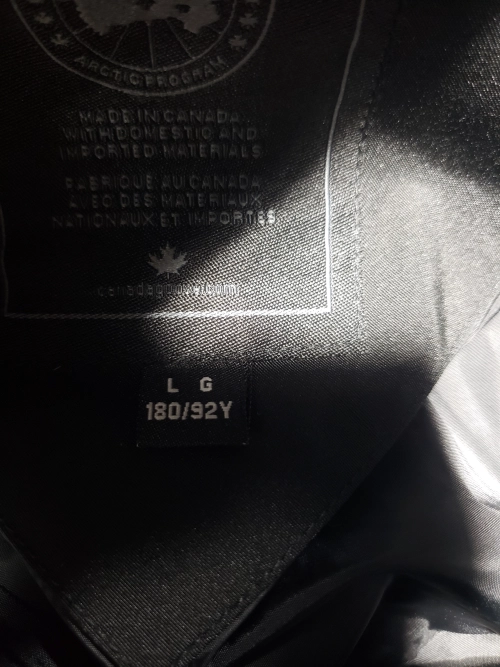 ARCTIC PROGRAM
MADE IN CANADA
WITH DOMESTIC AND
IMPORTED MATERIALS
FABRIQUÉ AU CANADA
AVEC DES MATÉRIAUX
NATIONAUX ET IMPORTÉS
L G
180/92Y